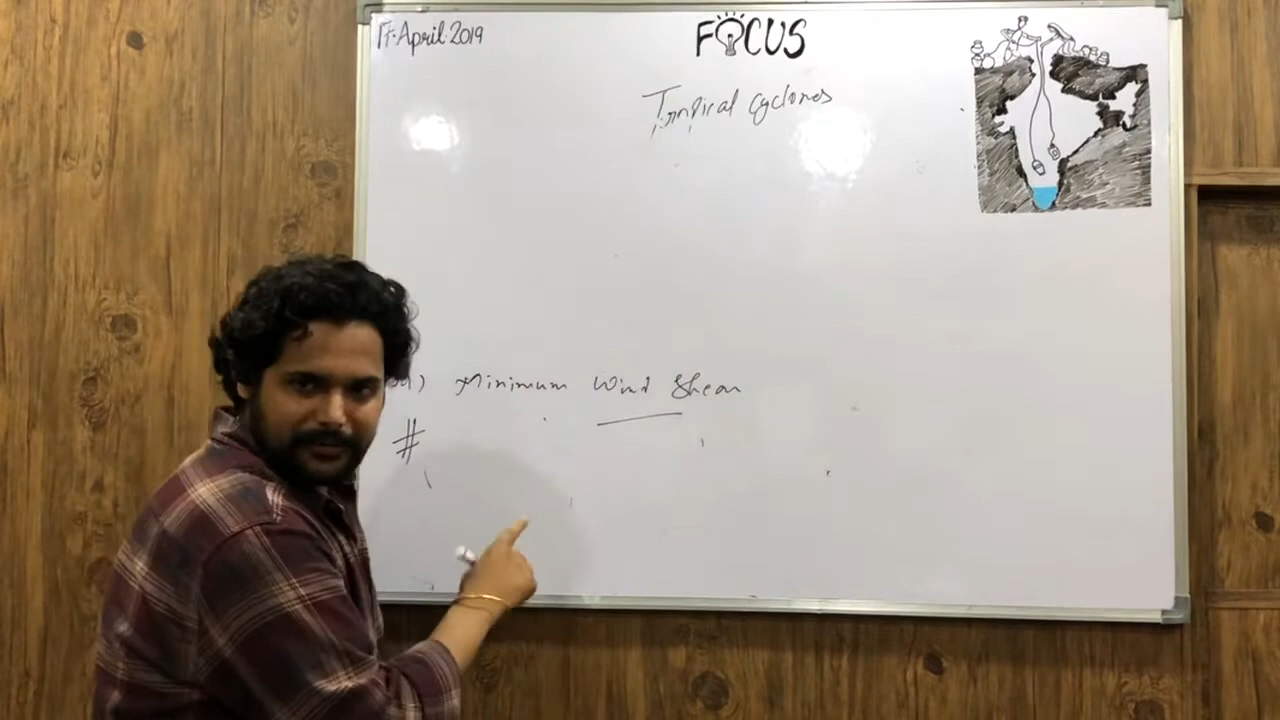 17.April.2019
FOCUS
Tropical Cyclones
Minimum Wind Shear
#